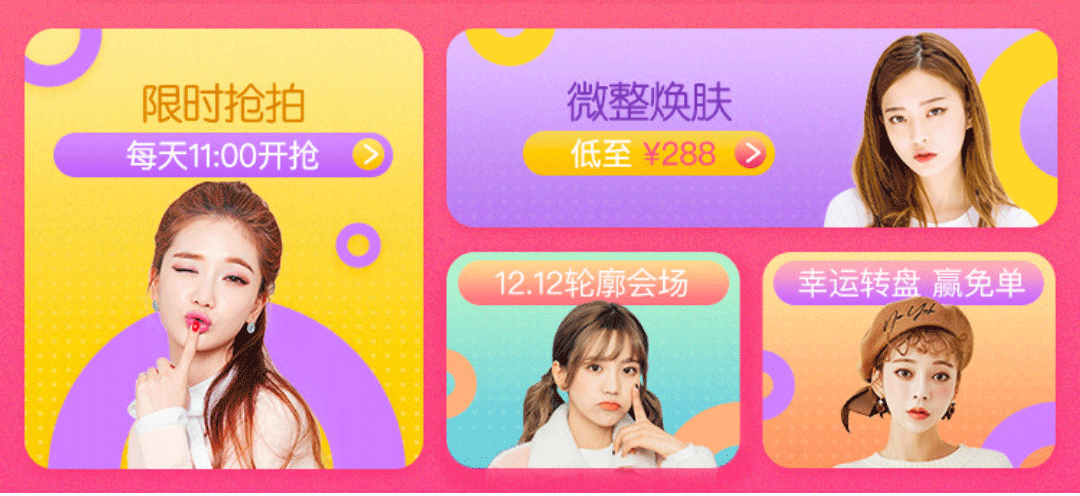 限时抢拍
每天11:00开抢
微整焕肤
低至 ¥288
12.12轮廓会场
幸运转盘 赢免单